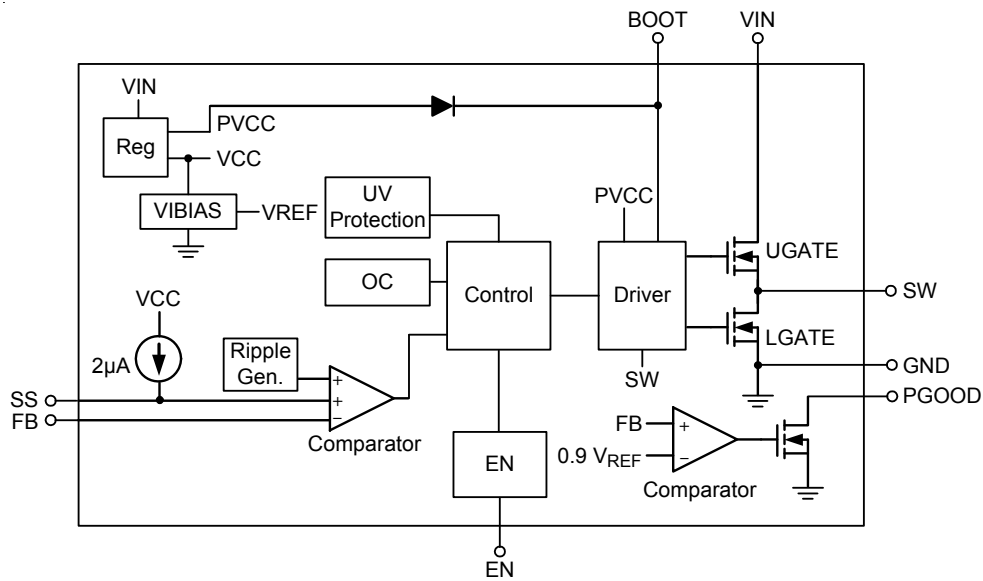 BOOT
VIN
VIN
PVCC
Reg
VCC
UV
Protection
PVCC
VIBIAS
VREF
UGATE
OC
Control
Driver
SW
VCC
LGATE
2µA
Ripple
Gen.
+
GND
SW
SS
+
PGOOD
FB
−
Comparator
FB
+
EN
0.9 VREF
−
Comparator
EN